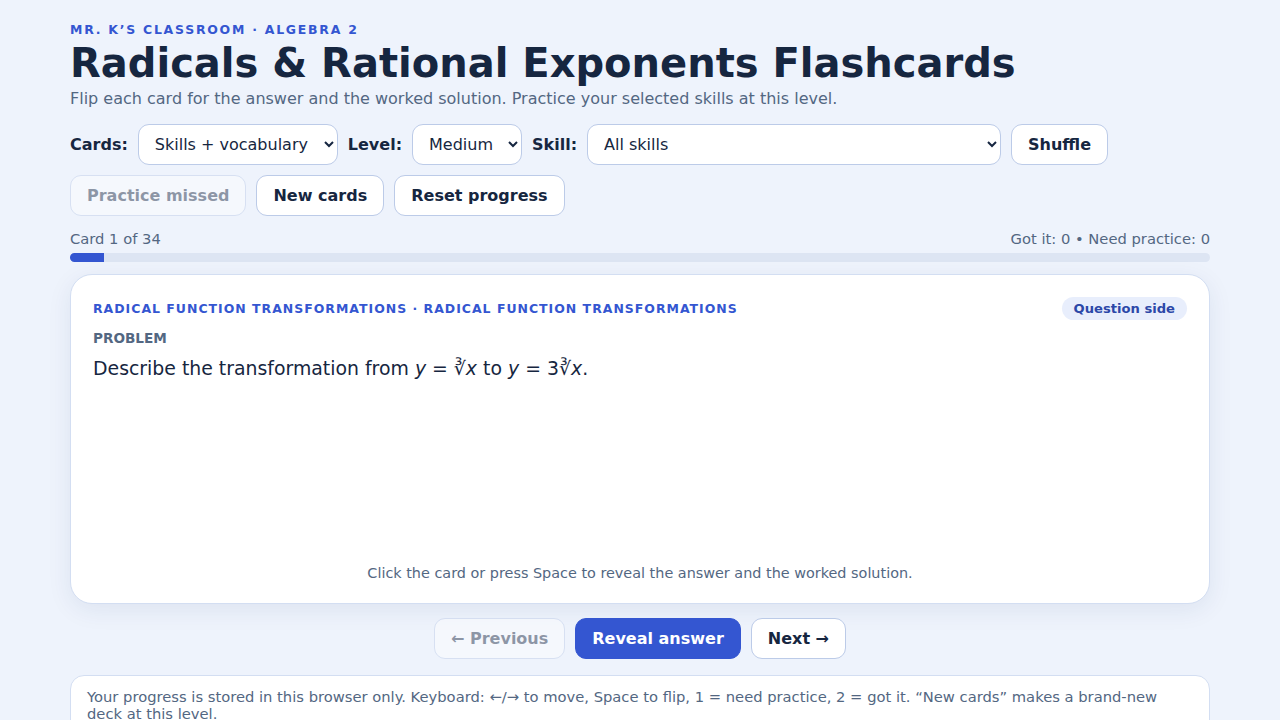 MR. K’S CLASSROOM · ALGEBRA 2
Radicals & Rational Exponents Flashcards
Flip each card for the answer and the worked solution. Practice your selected skills at this level.
Cards: Skills + vocabulary Level: Medium Skill: All skills Shuffle
Practice missed New cards Reset progress
Card 1 of 34 Got it: 0 • Need practice: 0
RADICAL FUNCTION TRANSFORMATIONS · RADICAL FUNCTION TRANSFORMATIONS Question side
PROBLEM
Describe the transformation from y = ∛x to y = 3∛x.
Click the card or press Space to reveal the answer and the worked solution.
← Previous Reveal answer Next →
Your progress is stored in this browser only. Keyboard: ←/→ to move, Space to flip, 1 = need practice, 2 = got it. “New cards” makes a brand-new
deck at this level.